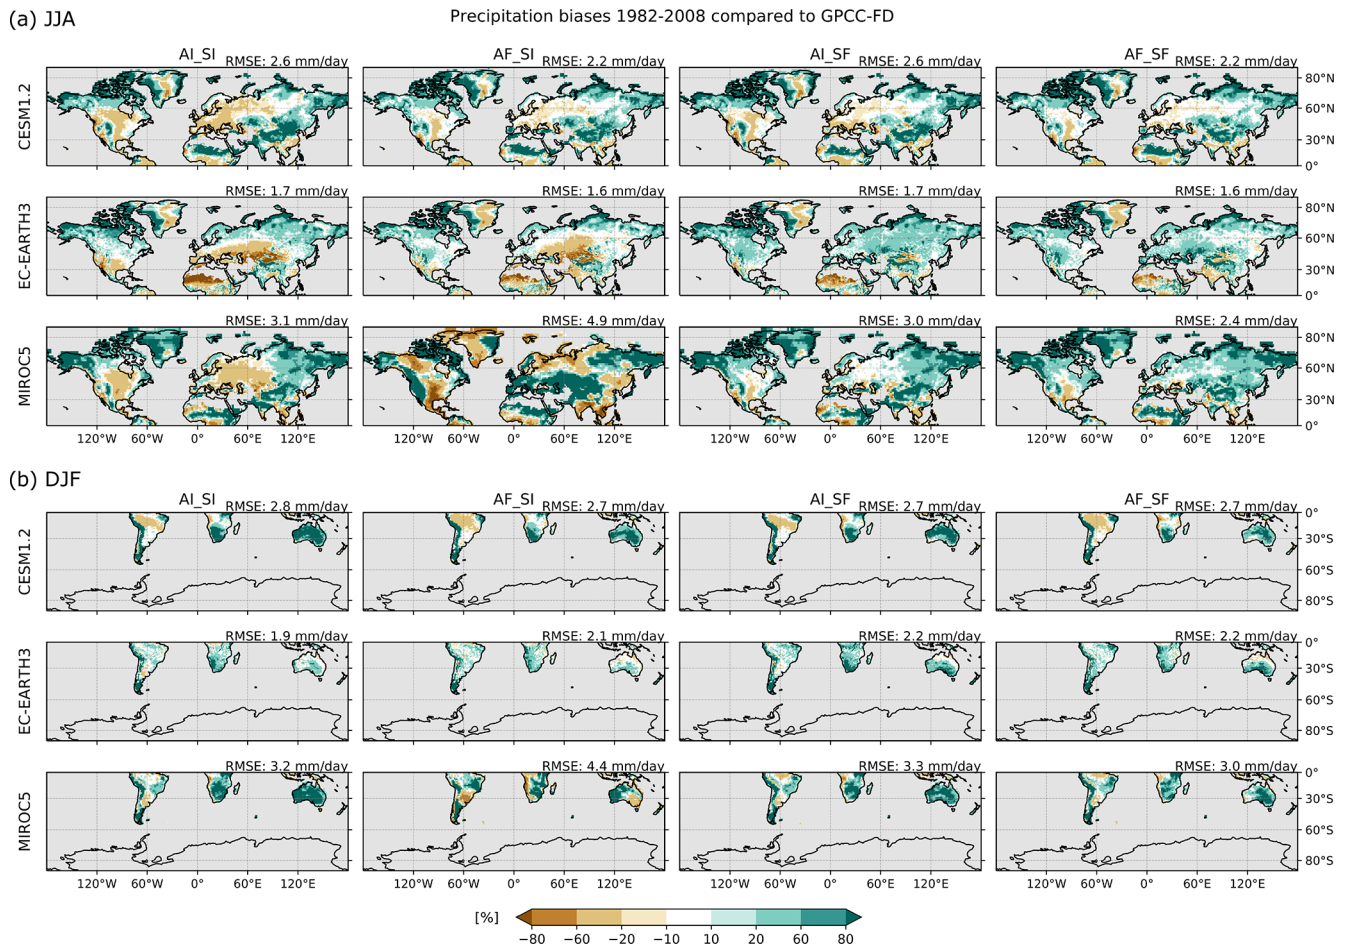 (a) JJA
Precipitation biases 1982-2008 compared to GPCC-FD
AI_SI RMSE: 2.6 mm/day
AF_SI RMSE: 2.2 mm/day
AI_SF RMSE: 2.6 mm/day
AF_SF RMSE: 2.2 mm/day
CESM1.2
80°N
60°N
30°N
0°
RMSE: 1.7 mm/day
RMSE: 1.6 mm/day
RMSE: 1.7 mm/day
RMSE: 1.6 mm/day
EC-EARTH3
80°N
60°N
30°N
0°
RMSE: 3.1 mm/day
RMSE: 4.9 mm/day
RMSE: 3.0 mm/day
RMSE: 2.4 mm/day
MIROC5
80°N
60°N
30°N
0°
120°W 60°W 0° 60°E 120°E
120°W 60°W 0° 60°E 120°E
120°W 60°W 0° 60°E 120°E
120°W 60°W 0° 60°E 120°E
(b) DJF
AI_SI RMSE: 2.8 mm/day
AF_SI RMSE: 2.7 mm/day
AI_SF RMSE: 2.7 mm/day
AF_SF RMSE: 2.7 mm/day
CESM1.2
0°
30°S
60°S
80°S
RMSE: 1.9 mm/day
RMSE: 2.1 mm/day
RMSE: 2.2 mm/day
RMSE: 2.2 mm/day
EC-EARTH3
0°
30°S
60°S
80°S
RMSE: 3.2 mm/day
RMSE: 4.4 mm/day
RMSE: 3.3 mm/day
RMSE: 3.0 mm/day
MIROC5
0°
30°S
60°S
80°S
120°W 60°W 0° 60°E 120°E
120°W 60°W 0° 60°E 120°E
120°W 60°W 0° 60°E 120°E
120°W 60°W 0° 60°E 120°E
[%]
−80 −60 −20 −10 10 20 60 80